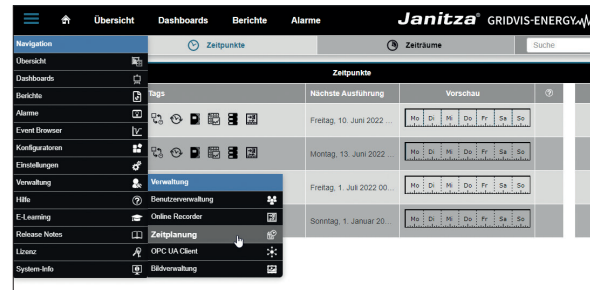 Übersicht Dashboards Berichte Alarme Janitza® GRIDVIS-ENERGY
Navigation
Zeitpunkte Zeiträume Suche
Übersicht
Dashboards
Berichte
Alarme
Event Browser
Konfiguratoren
Einstellungen
Verwaltung
Hilfe
E-Learning
Release Notes
Lizenz
System-Info
Verwaltung
Benutzerverwaltung
Online Recorder
Zeitplanung
OPC UA Client
Bildverwaltung
Zeitpunkte
Tags Nächste Ausführung Vorschau
Freitag, 10. Juni 2022 ... Mo Di Mi Do Fr Sa So
Montag, 13. Juni 2022 ... Mo Di Mi Do Fr Sa So
Freitag, 1. Juli 2022 00... Mo Di Mi Do Fr Sa So
Sonntag, 1. Januar 20... Mo Di Mi Do Fr Sa So